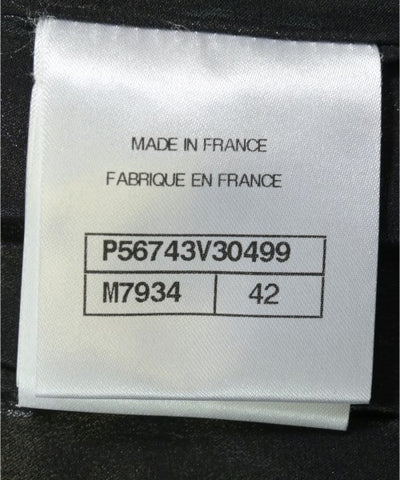 MADE IN FRANCE
FABRIQUE EN FRANCE
P56743V30499
M7934 42